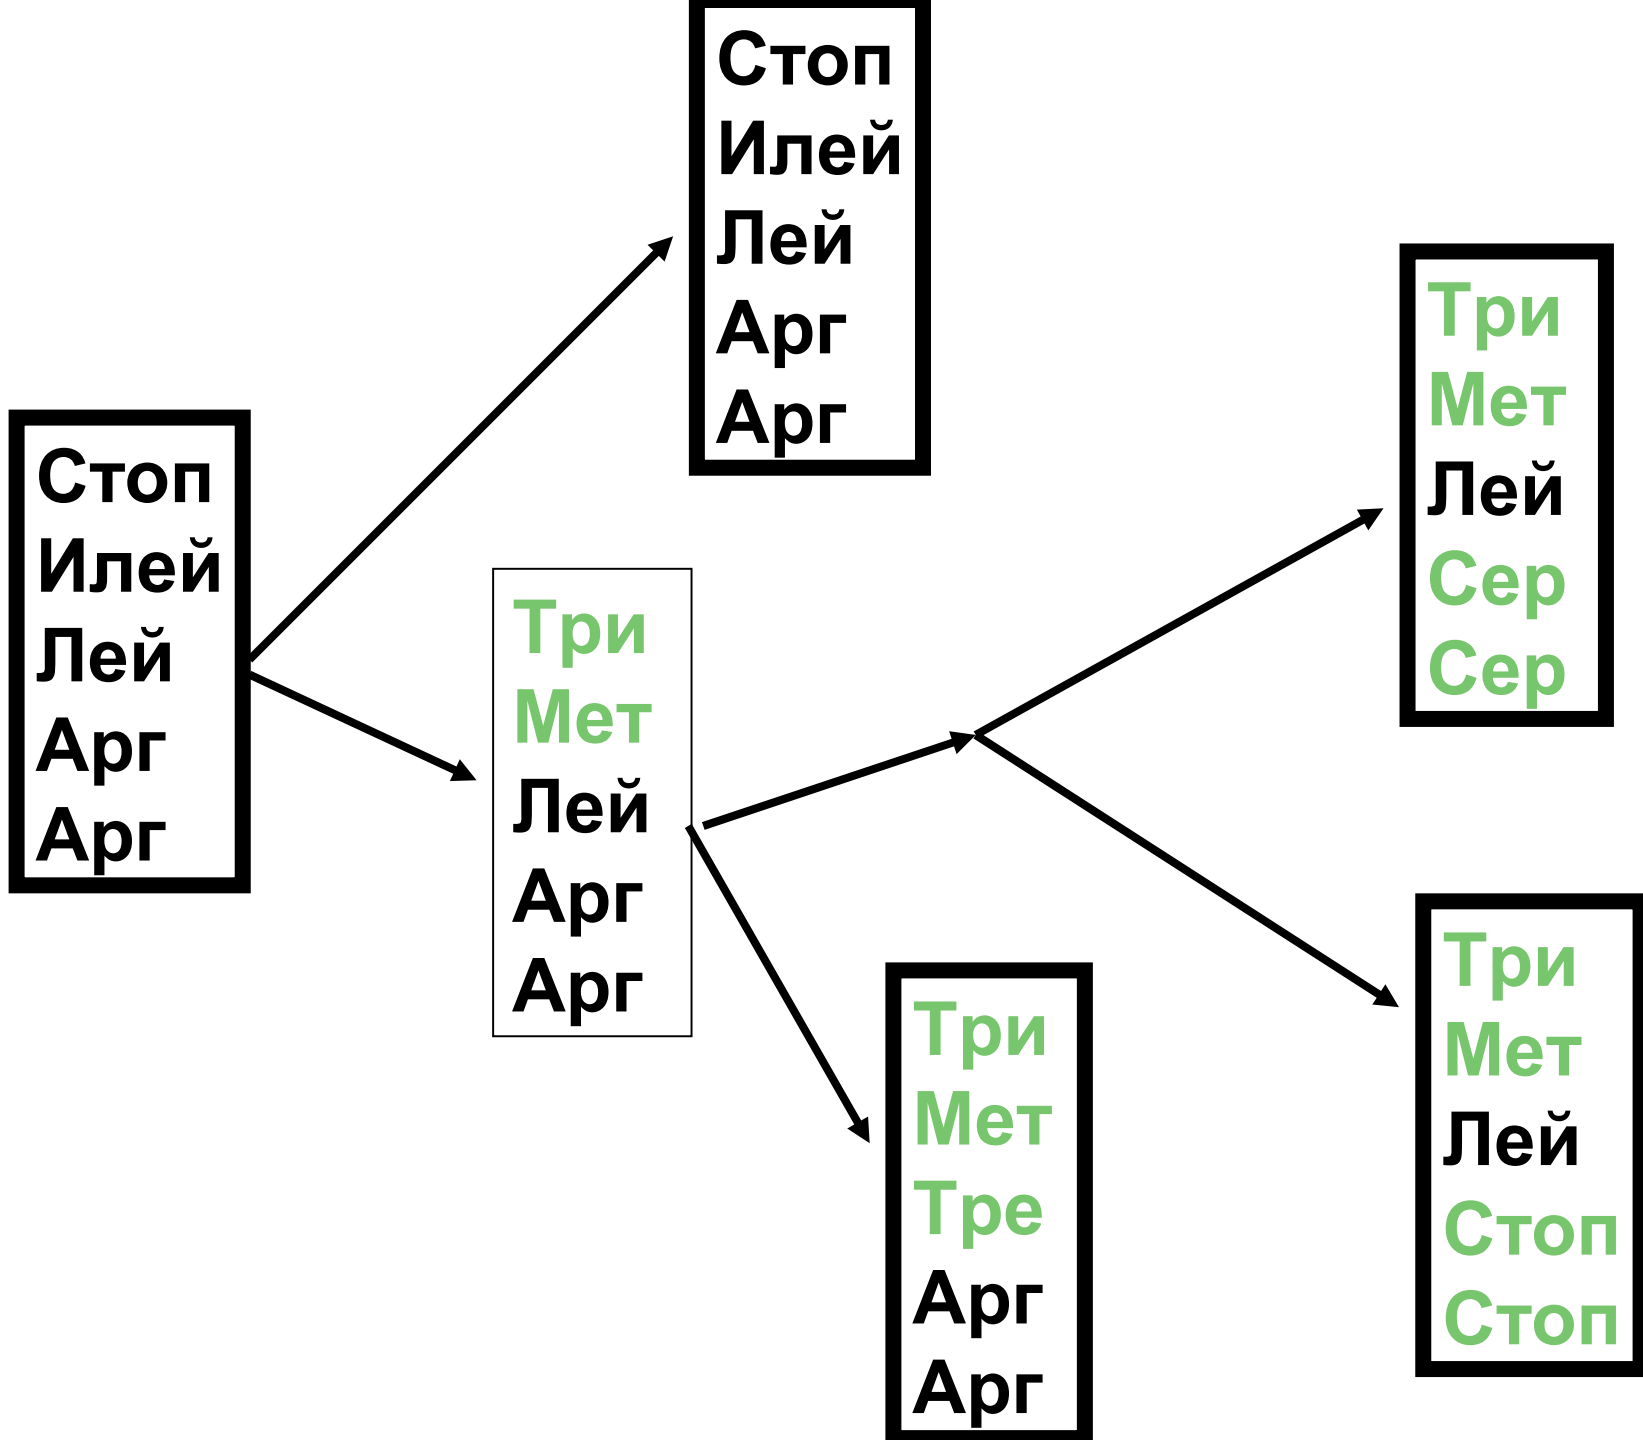 Стоп
Илей
Лей
Арг
Арг
Стоп
Илей
Лей
Арг
Арг
Три
Мет
Лей
Арг
Арг
Три
Мет
Лей
Сер
Сер
Три
Мет
Тре
Арг
Арг
Три
Мет
Лей
Стоп
Стоп